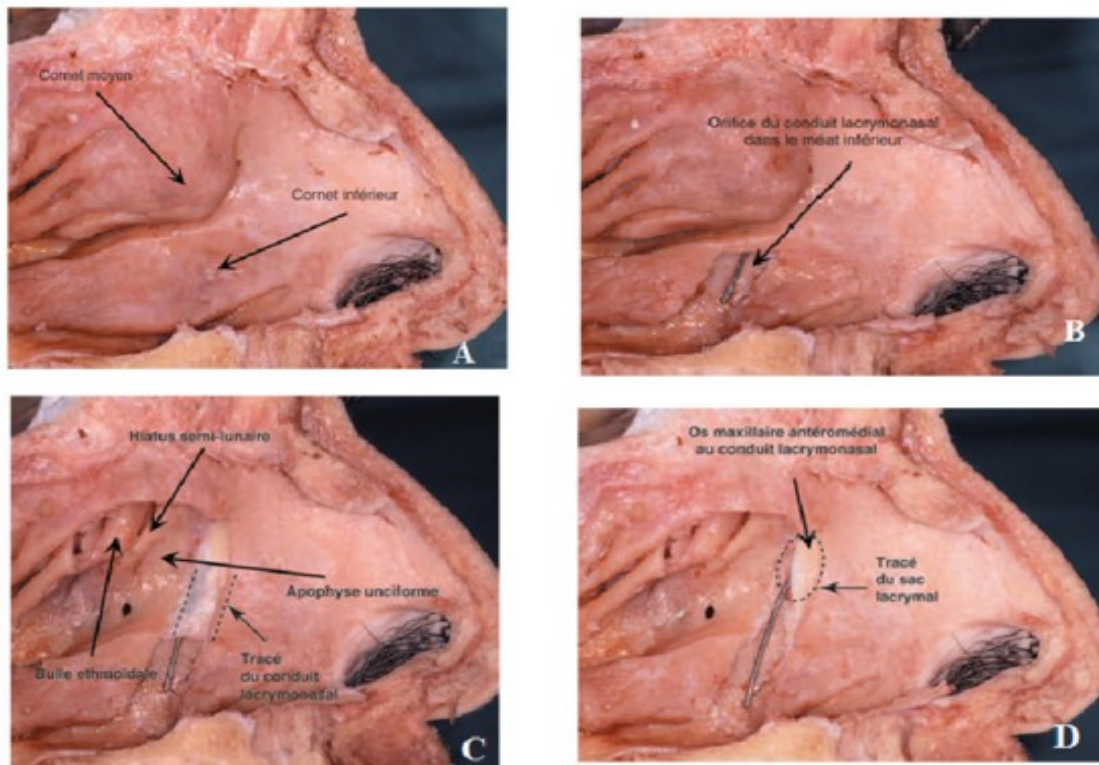 Cornet moyen
Cornet inférieur
A
Orifice du conduit lacrymonasal
dans le méat inférieur
B
Hiatus semi-lunaire
Apophyse unciforme
Bulle ethmoïdale
Tracé
du conduit
lacrymonasal
C
Os maxillaire antéromédial
au conduit lacrymonasal
Tracé
du sac
lacrymal
D